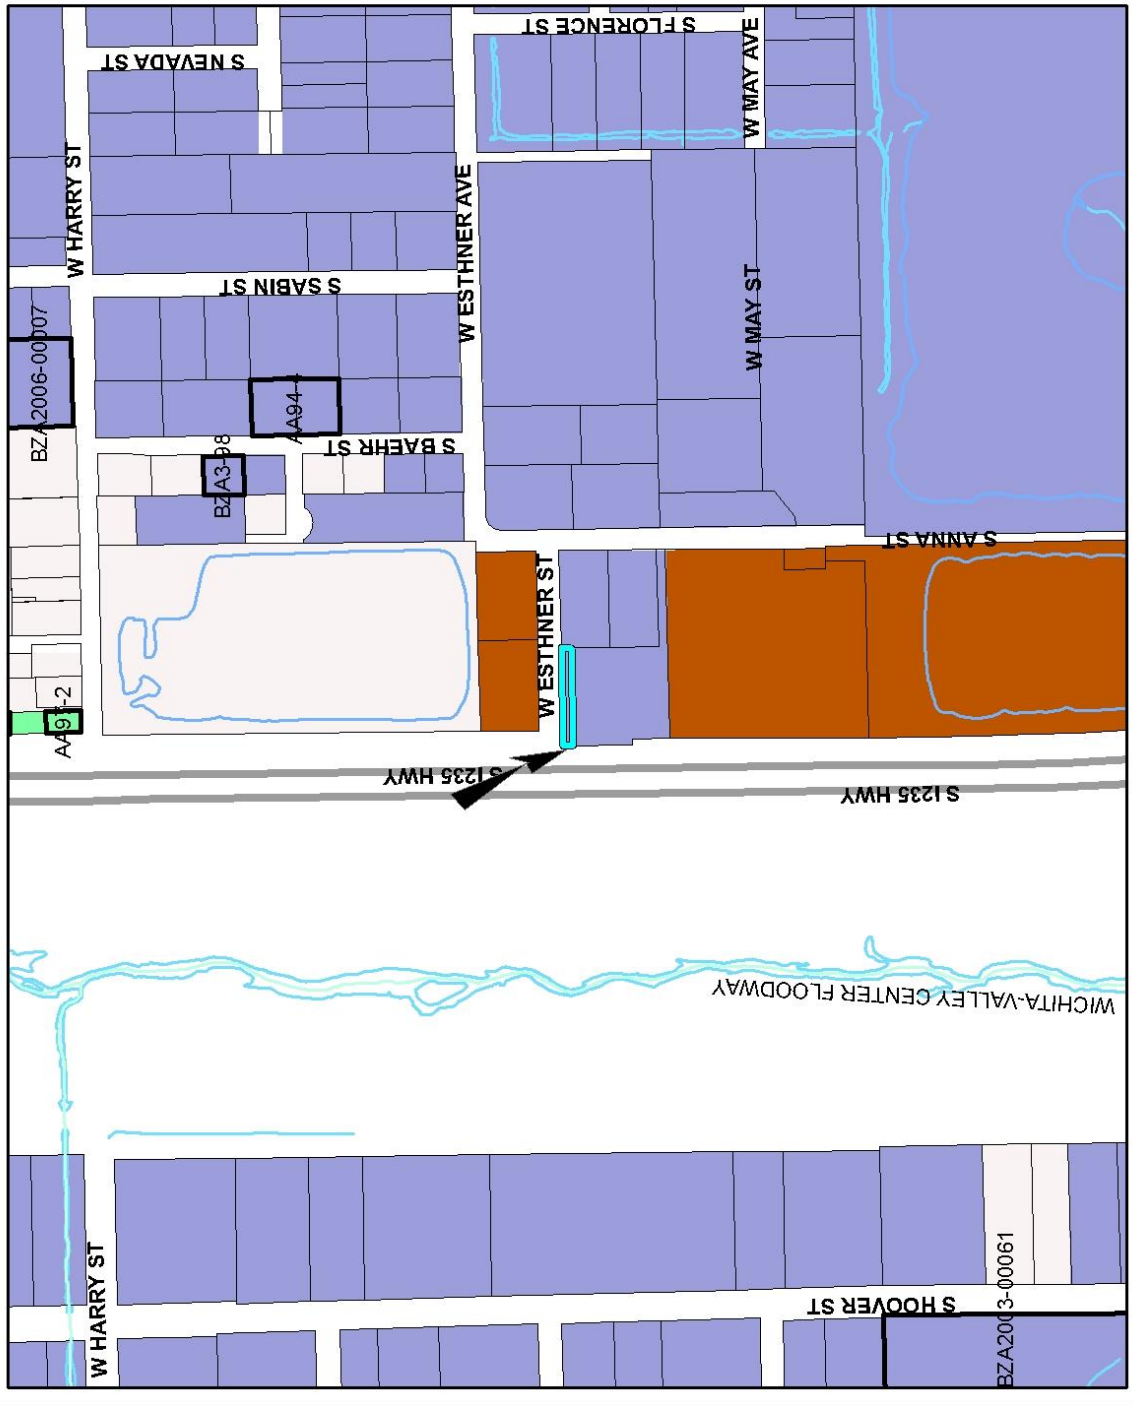 S FLORENCE ST
W MAY AVE
S NEVADA ST
W HARRY ST
W ESTHNER AVE
S SABIN ST
W MAY ST
BZA2006-00007
AA94-4
S BAEHR ST
BZA3-98
S ANNA ST
W ESTHNER ST
AA97-2
S I235 HWY
S I235 HWY
WICHITA-VALLEY CENTER FLOODWAY
W HARRY ST
BZA2003-00061
S HOOVER ST